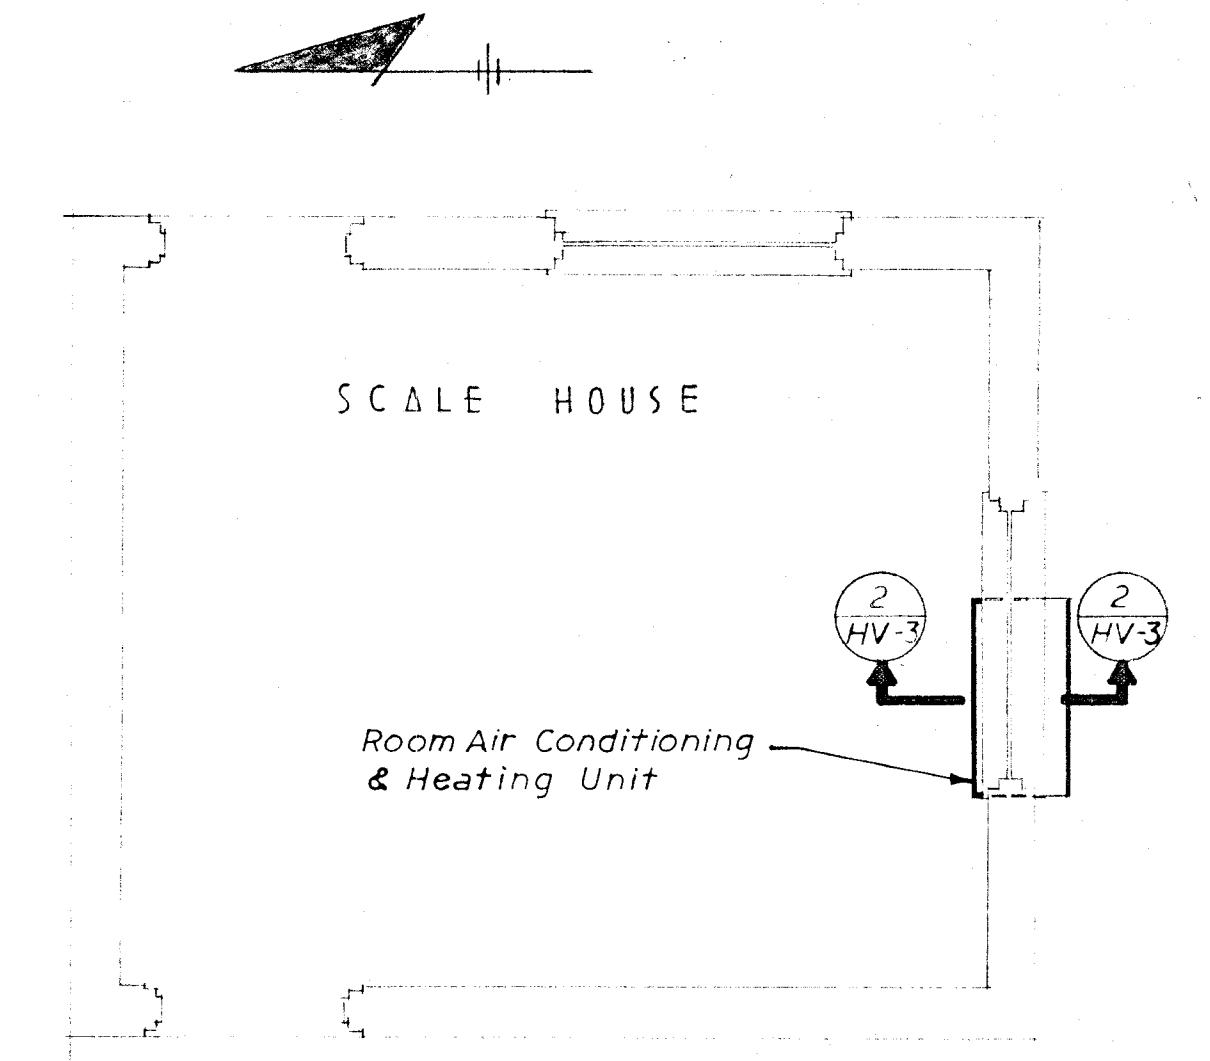 SCALE HOUSE
2
HV-3
2
HV-3
Room Air Conditioning
& Heating Unit